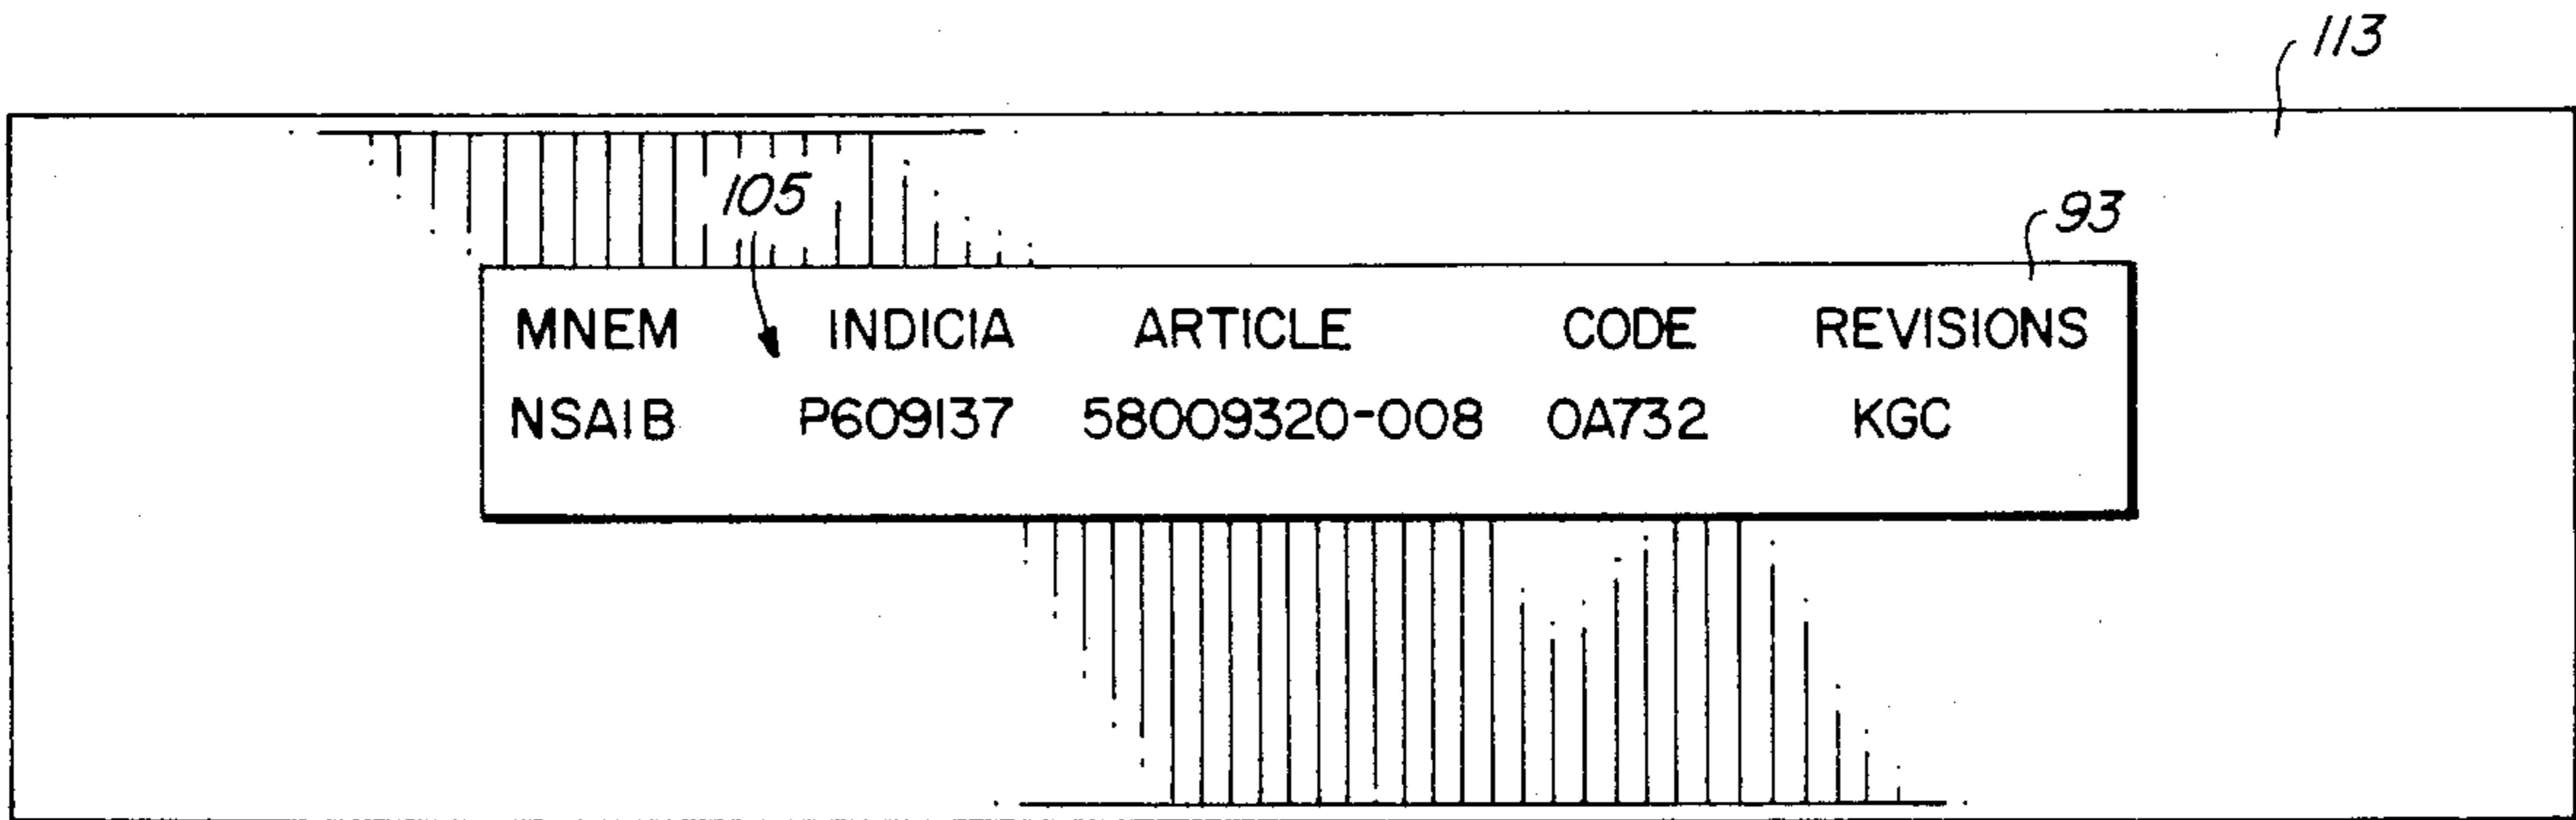 113
105
93
MNEM INDICIA ARTICLE CODE REVISIONS
NSAIB P609137 58009320-008 0A732 KGC